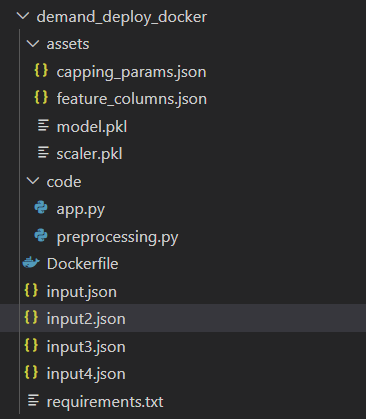 demand_deploy_docker
assets
capping_params.json
feature_columns.json
model.pkl
scaler.pkl
code
app.py
preprocessing.py
Dockerfile
input.json
input2.json
input3.json
input4.json
requirements.txt